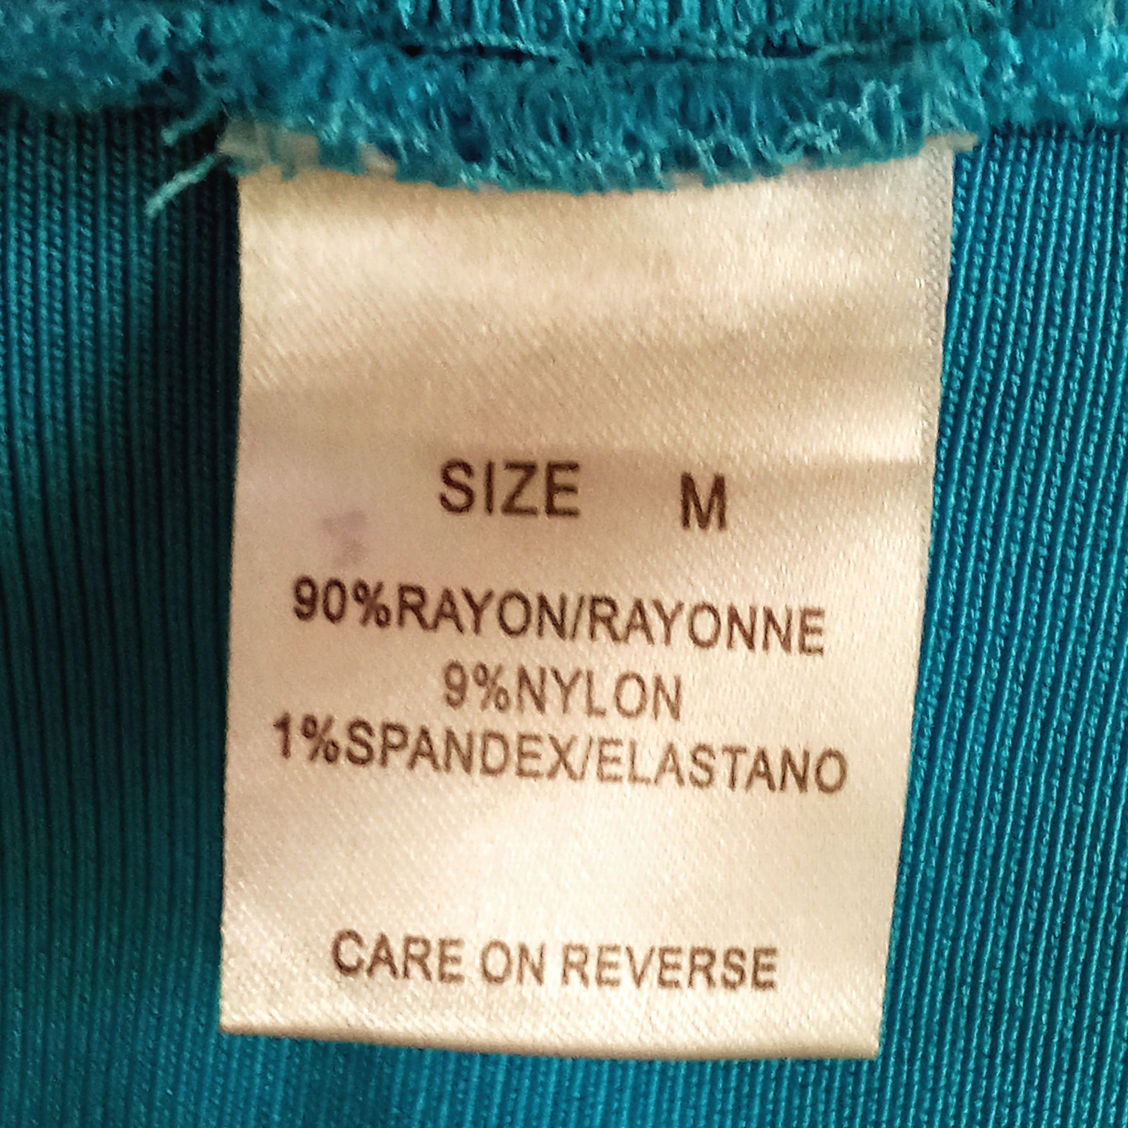 SIZE M
90%RAYON/RAYONNE
9%NYLON
1%SPANDEX/ELASTANO
CARE ON REVERSE